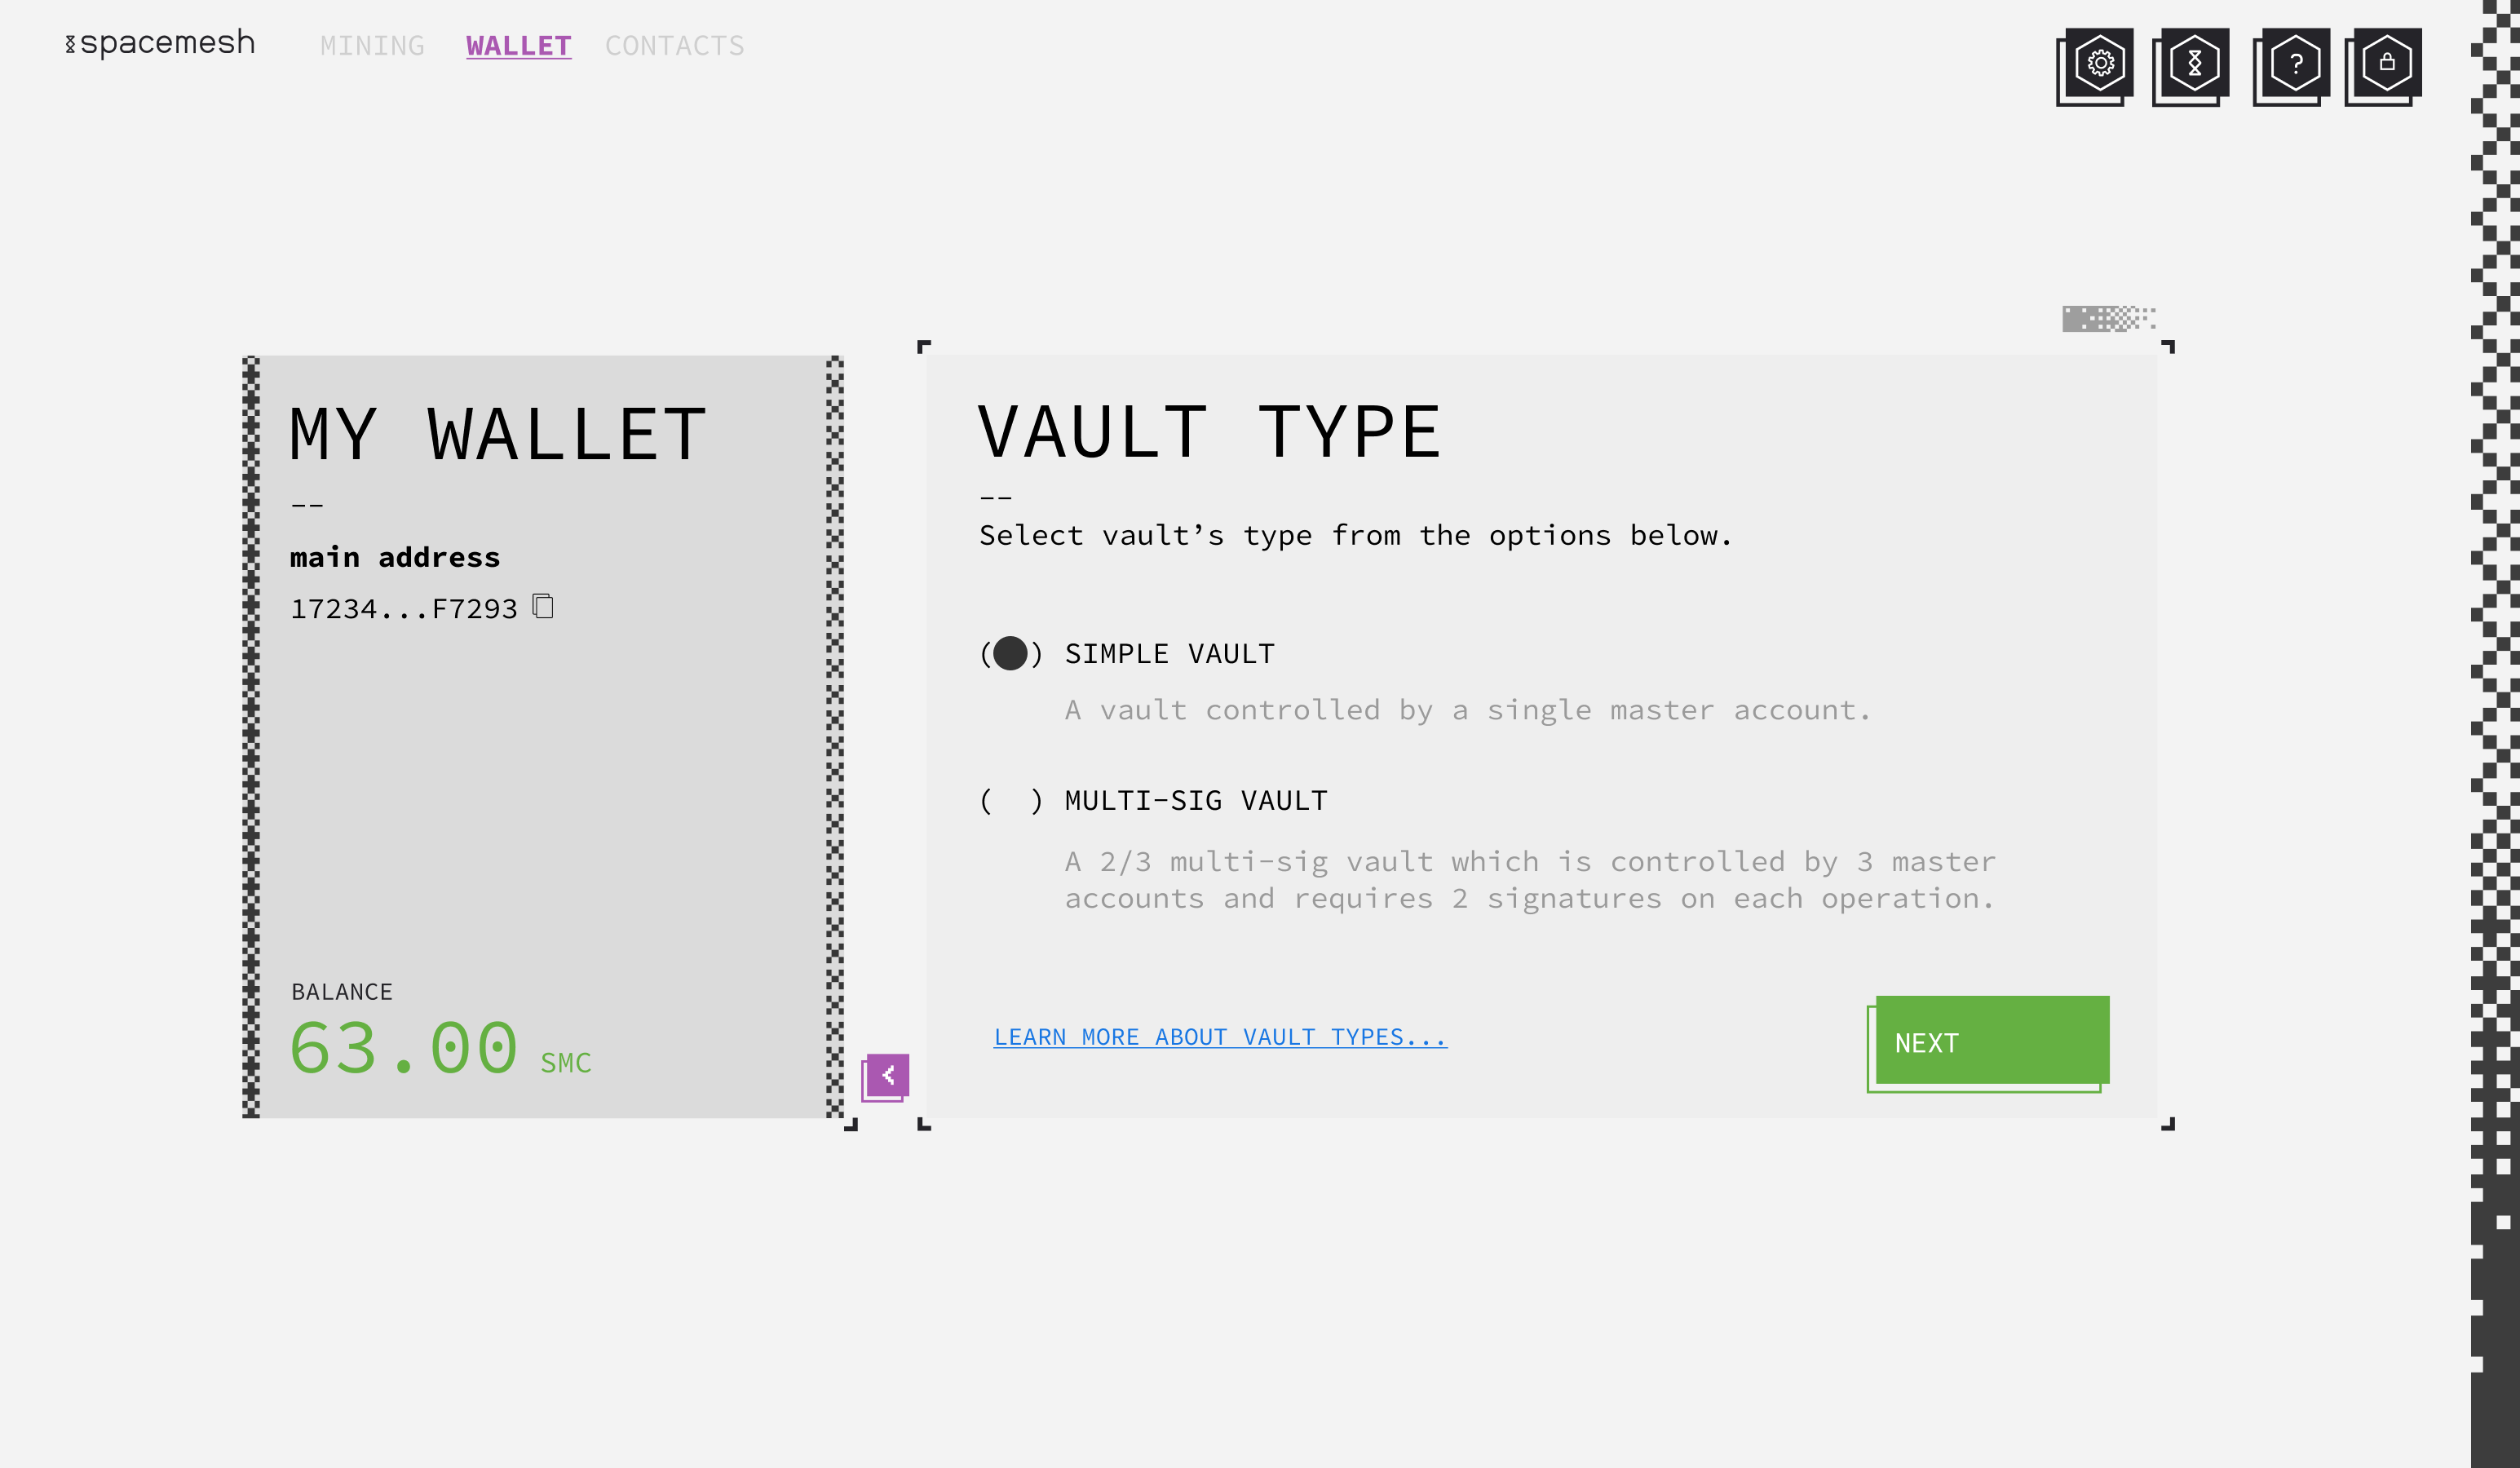 spacemesh
MINING WALLET CONTACTS
MY WALLET
--
main address
17234...F7293
BALANCE
63.00 SMC
VAULT TYPE
--
Select vault’s type from the options below.
(●) SIMPLE VAULT
A vault controlled by a single master account.
( ) MULTI-SIG VAULT
A 2/3 multi-sig vault which is controlled by 3 master
accounts and requires 2 signatures on each operation.
LEARN MORE ABOUT VAULT TYPES...
NEXT
?
<